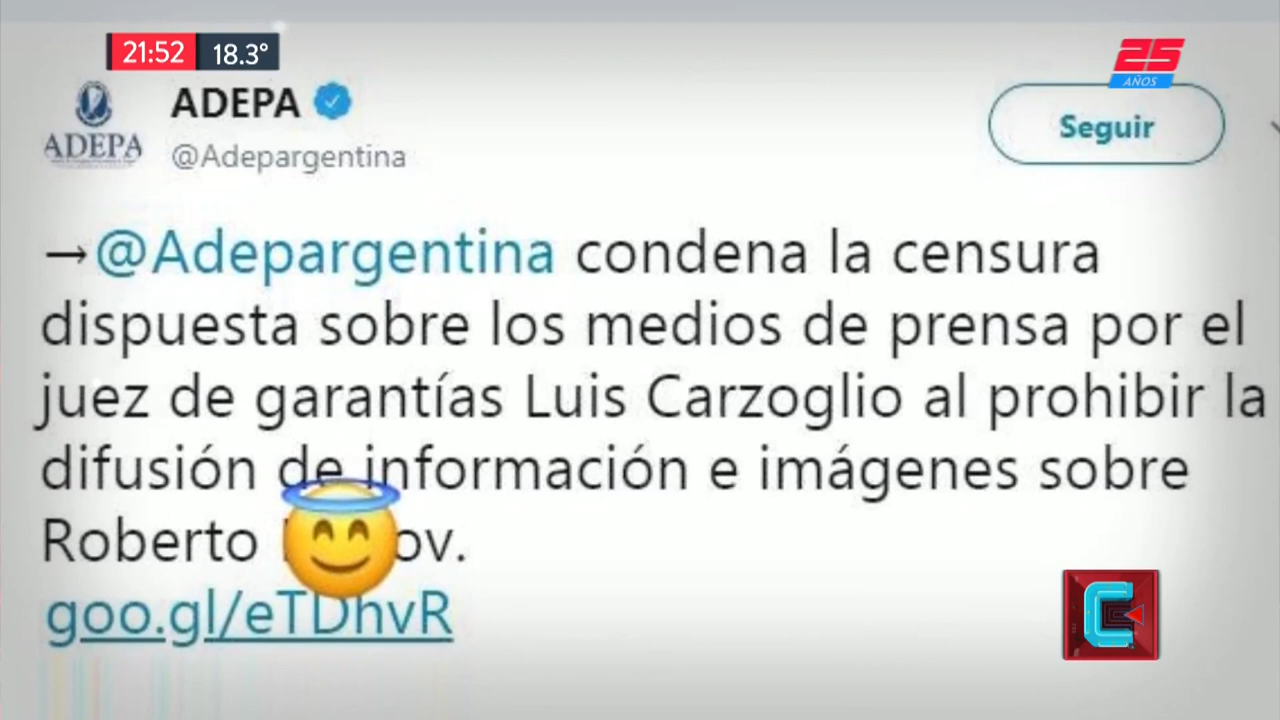 21:52 18.3°
25
AÑOS
ADEPA
ADEPA
@Adepargentina
Seguir
→@Adepargentina condena la censura
dispuesta sobre los medios de prensa por el
juez de garantías Luis Carzoglio al prohibir la
difusión de información e imágenes sobre
Roberto ov.
goo.gl/eTDhvR